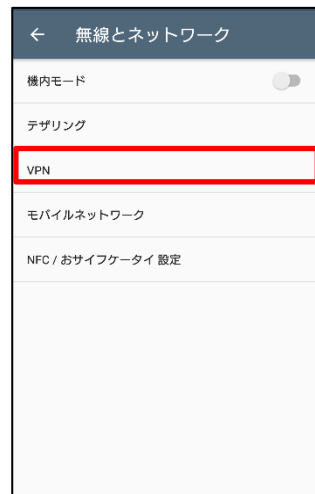 ← 無線とネットワーク
機内モード
テザリング
VPN
モバイルネットワーク
NFC / おサイフケータイ 設定